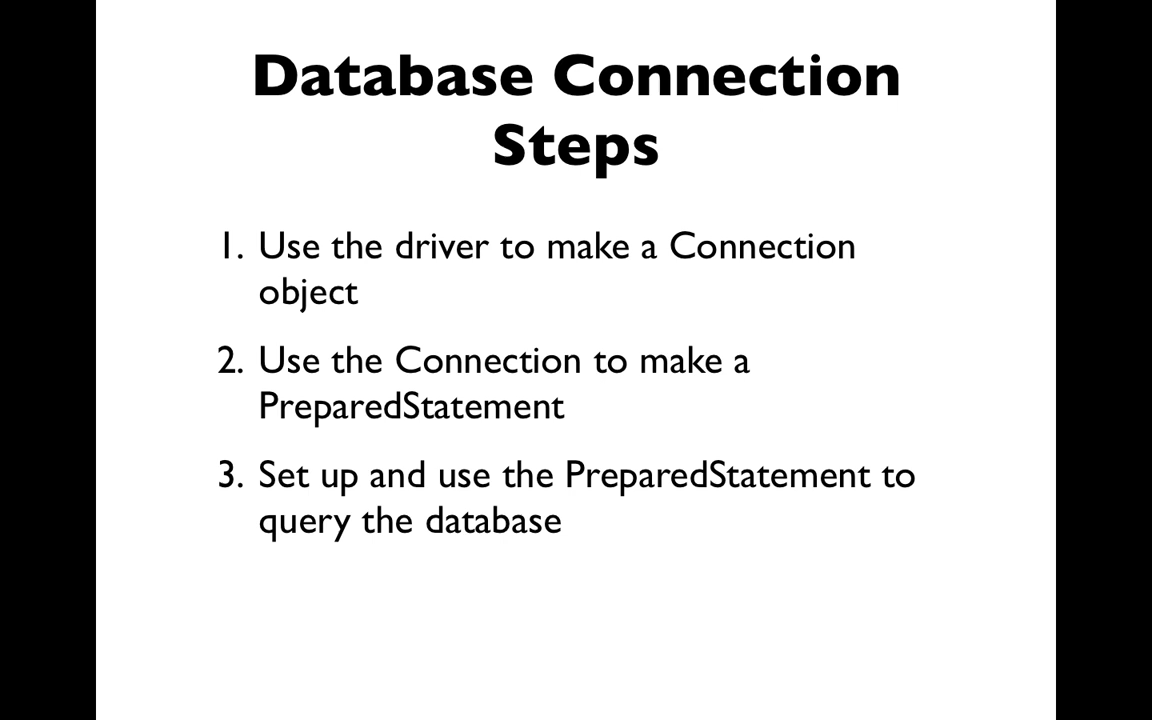 Database Connection
Steps
1. Use the driver to make a Connection
object
2. Use the Connection to make a
PreparedStatement
3. Set up and use the PreparedStatement to
query the database